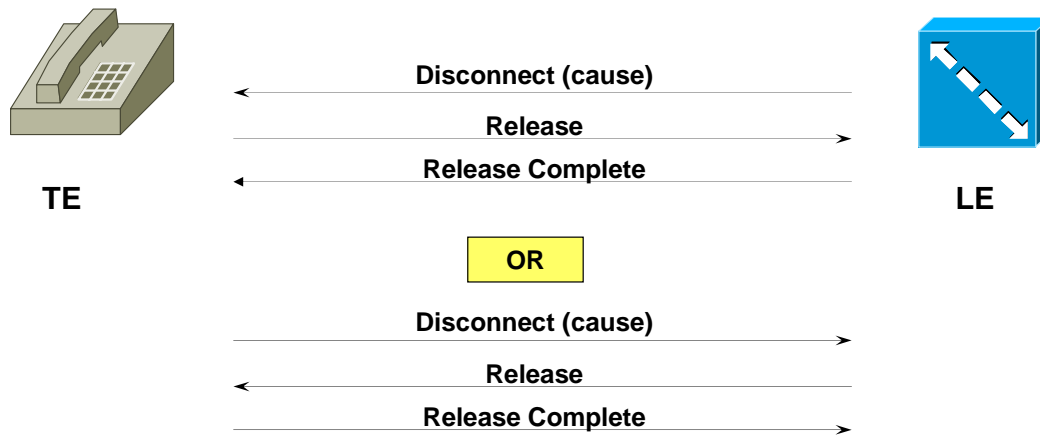 Disconnect (cause)
Release
Release Complete
TE
LE
OR
Disconnect (cause)
Release
Release Complete